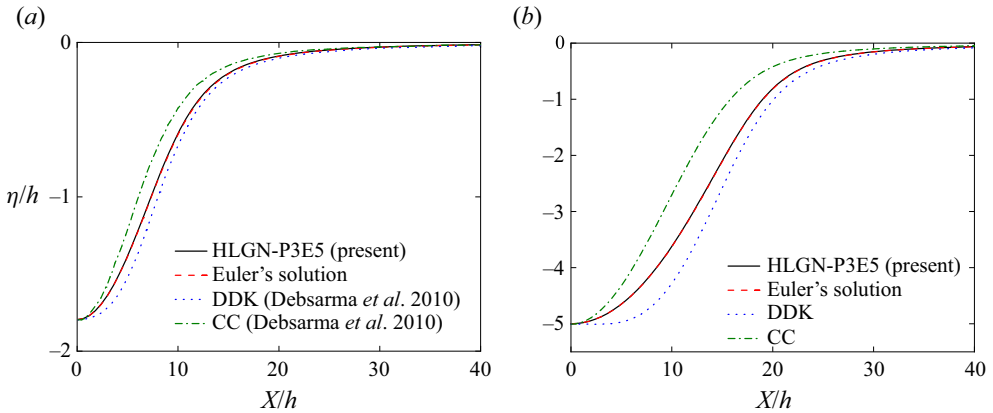 (a)
0
–1
–2
η/h
0
10
20
30
40
X/h
HLGN-P3E5 (present)
Euler’s solution
DDK (Debsarma et al. 2010)
CC (Debsarma et al. 2010)
(b)
0
–1
–2
–3
–4
–5
0
10
20
30
40
X/h
HLGN-P3E5 (present)
Euler’s solution
DDK
CC